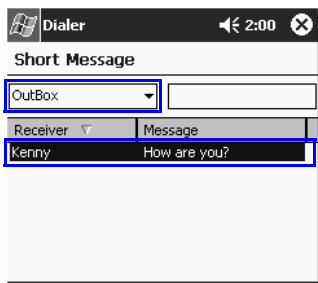 Dialer 2:00
Short Message
OutBox
Receiver Message
Kenny How are you?